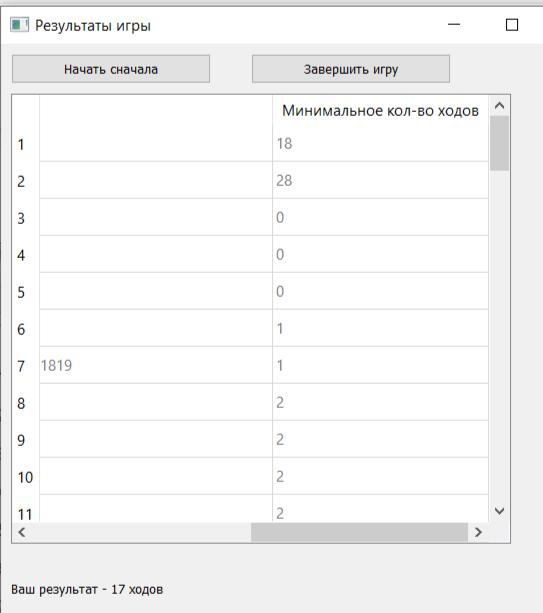 Результаты игры
Начать сначала Завершить игру
Минимальное кол-во ходов
1 18
2 28
3 0
4 0
5 0
6 1
7 1819 1
8 2
9 2
10 2
11 2
Ваш результат - 17 ходов